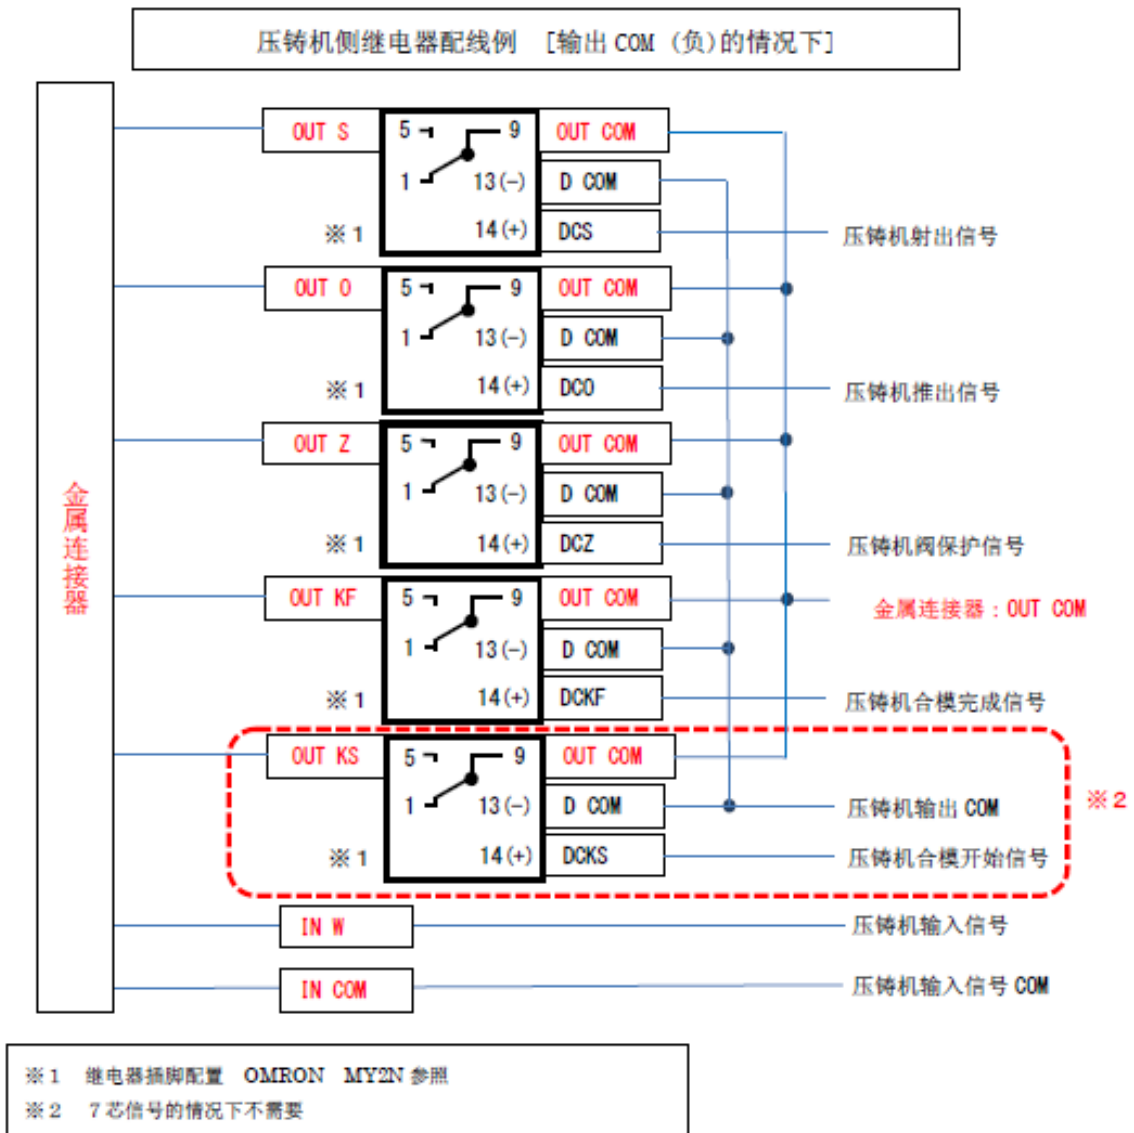 压铸机侧继电器配线例 [输出 COM (负)的情况下]
金属连接器
OUT S
5 9
OUT COM
1 13(-)
D COM
※1
14(+)
DCS
压铸机射出信号
OUT O
5 9
OUT COM
1 13(-)
D COM
※1
14(+)
DCO
压铸机推出信号
OUT Z
5 9
OUT COM
1 13(-)
D COM
※1
14(+)
DCZ
压铸机阀保护信号
OUT KF
5 9
OUT COM
金属连接器：OUT COM
1 13(-)
D COM
※1
14(+)
DCKF
压铸机合模完成信号
OUT KS
5 9
OUT COM
1 13(-)
D COM
压铸机输出 COM
※2
※1
14(+)
DCKS
压铸机合模开始信号
IN W
压铸机输入信号
IN COM
压铸机输入信号 COM
※1 继电器插脚配置 OMRON MY2N 参照
※2 7芯信号的情况下不需要